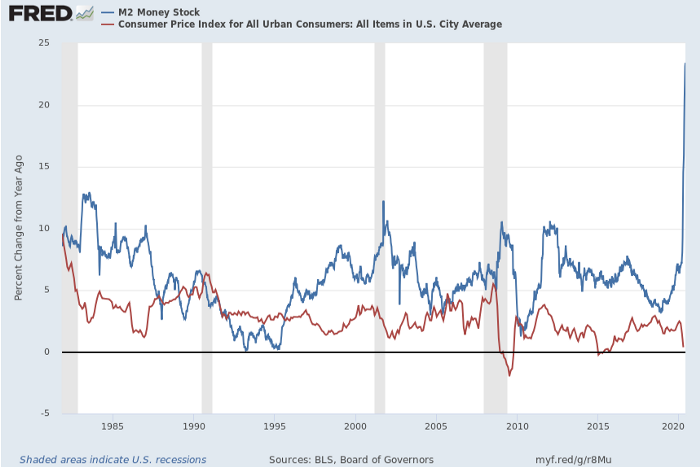 FRED
M2 Money Stock
Consumer Price Index for All Urban Consumers: All Items in U.S. City Average
Percent Change from Year Ago
25
20
15
10
5
0
-5
1985 1990 1995 2000 2005 2010 2015 2020
Shaded areas indicate U.S. recessions Sources: BLS, Board of Governors myf.red/g/r8Mu